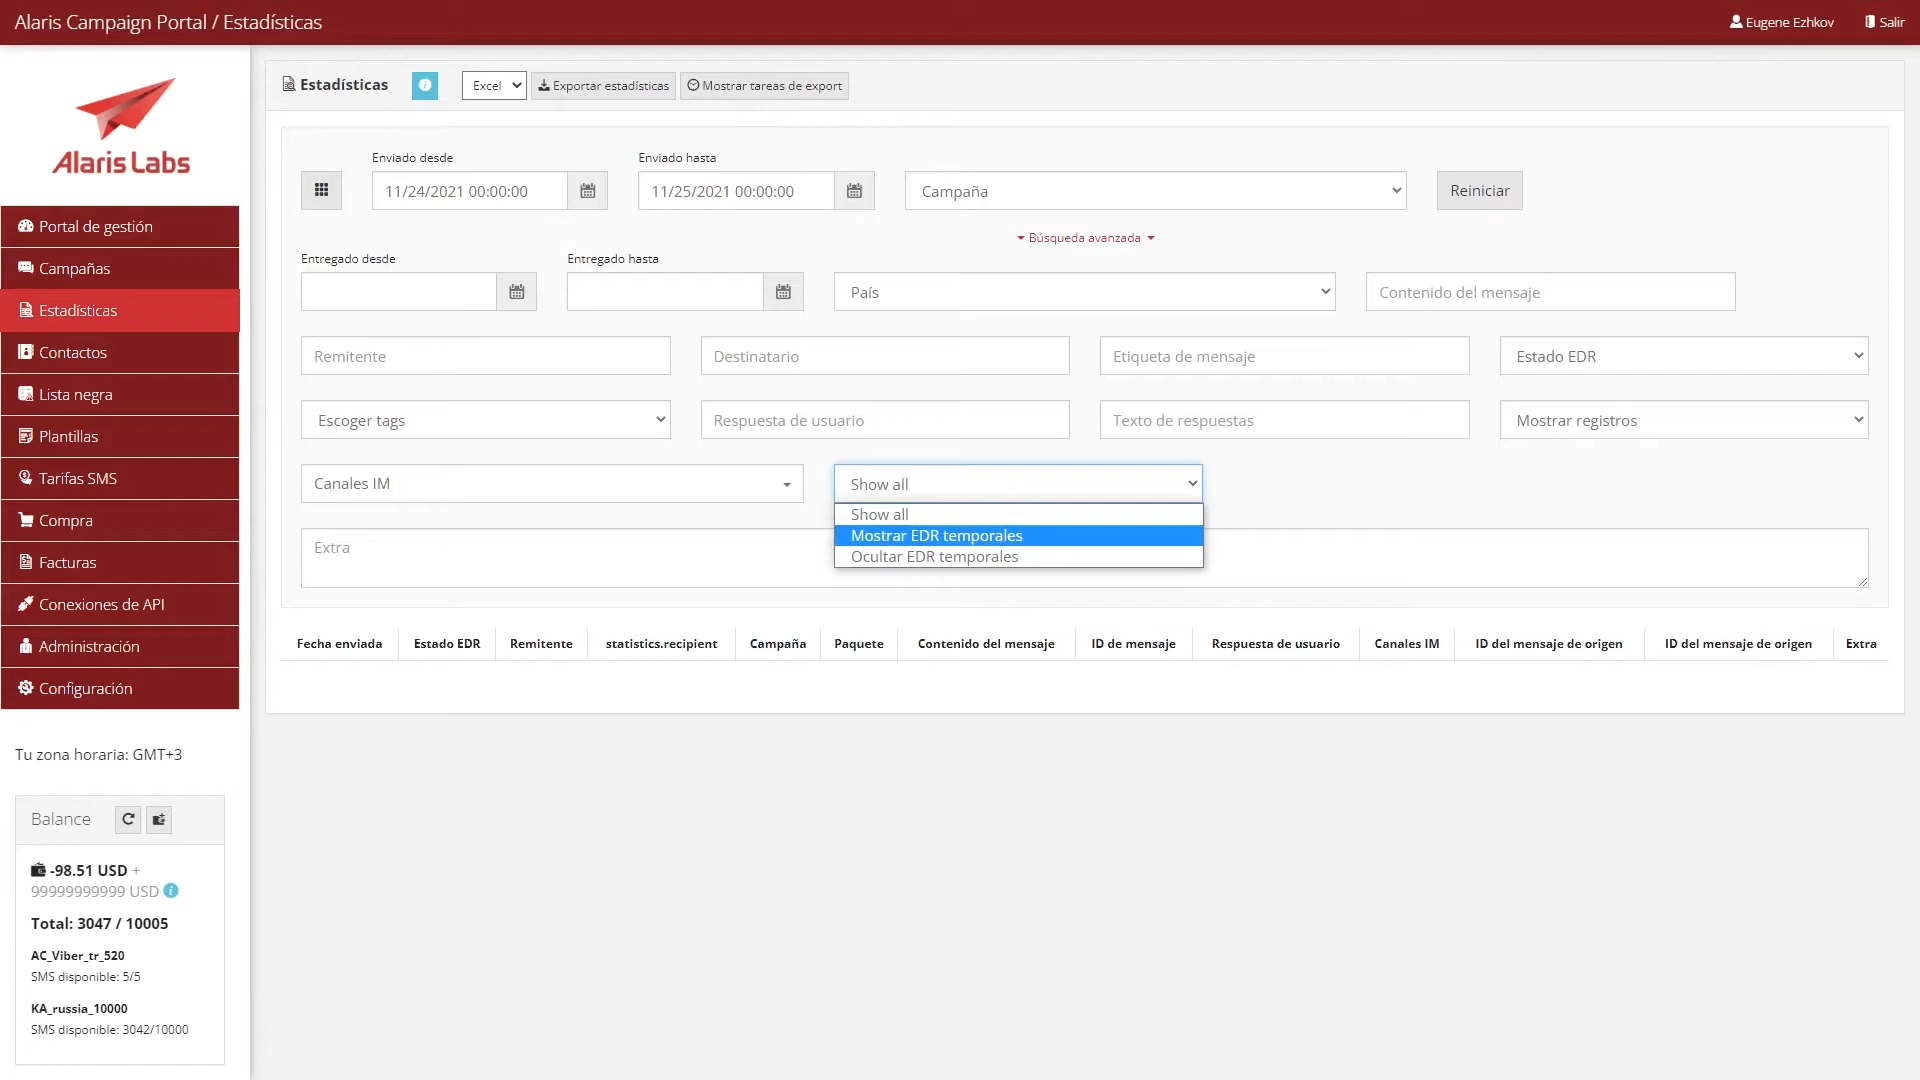 Alaris Campaign Portal / Estadísticas
Eugene Ezhkov
Salir
Alaris Labs
Portal de gestión
Campañas
Estadísticas
Contactos
Lista negra
Plantillas
Tarifas SMS
Compra
Facturas
Conexiones de API
Administración
Configuración
Tu zona horaria: GMT+3
Balance
-98.51 USD +
99999999999 USD
Total: 3047 / 10005
AC_Viber_tr_520
SMS disponible: 5/5
KA_russia_10000
SMS disponible: 3042/10000
Estadísticas
Excel
Exportar estadísticas
Mostrar tareas de export
Enviado desde
Enviado hasta
11/24/2021 00:00:00
11/25/2021 00:00:00
Campaña
Reiniciar
Búsqueda avanzada
Entregado desde
Entregado hasta
País
Contenido del mensaje
Remitente
Destinatario
Etiqueta de mensaje
Estado EDR
Escoger tags
Respuesta de usuario
Texto de respuestas
Mostrar registros
Canales IM
Show all
Show all
Mostrar EDR temporales
Ocultar EDR temporales
Extra
Fecha enviada
Estado EDR
Remitente
statistics.recipient
Campaña
Paquete
Contenido del mensaje
ID de mensaje
Respuesta de usuario
Canales IM
ID del mensaje de origen
ID del mensaje de origen
Extra